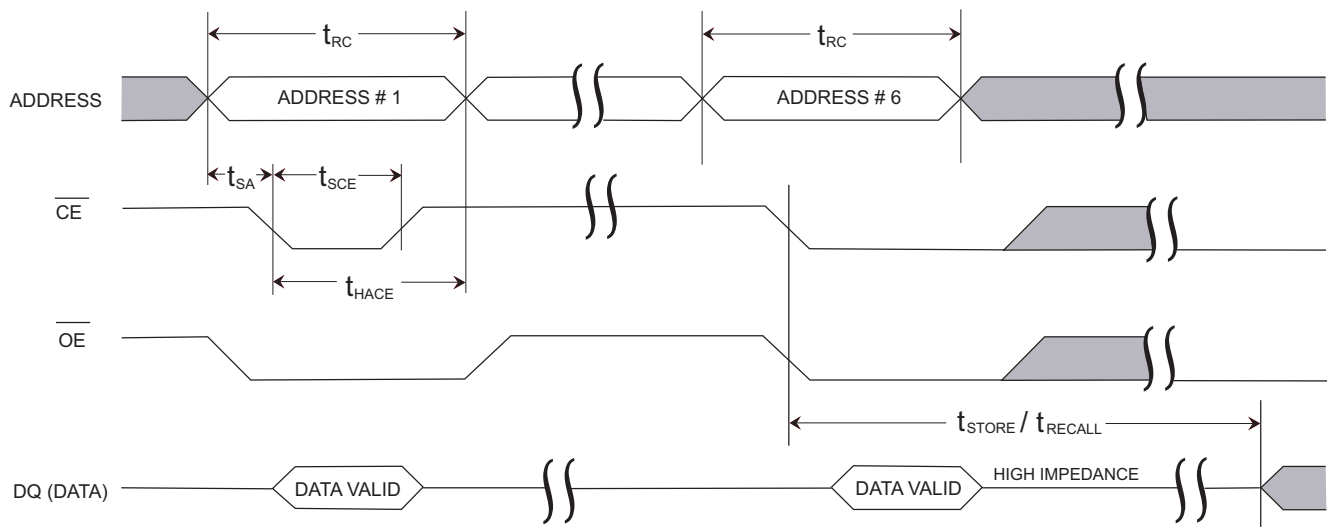 tRC tRC
ADDRESS ADDRESS # 1 ADDRESS # 6
tSA tSCE
CE
tHACE
OE
tSTORE / tRECALL
DQ (DATA) DATA VALID DATA VALID HIGH IMPEDANCE